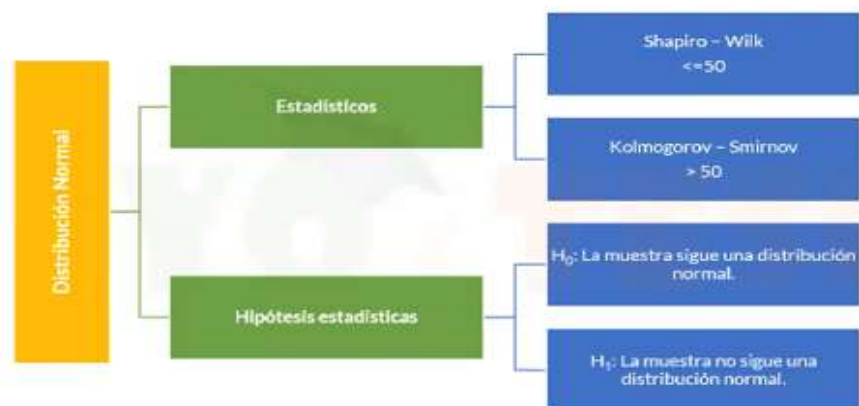 Distribución Normal
Estadísticos
Shapiro – Wilk
<=50
Kolmogorov – Smirnov
> 50
Hipótesis estadísticas
H₀: La muestra sigue una distribución
normal.
H₁: La muestra no sigue una
distribución normal.